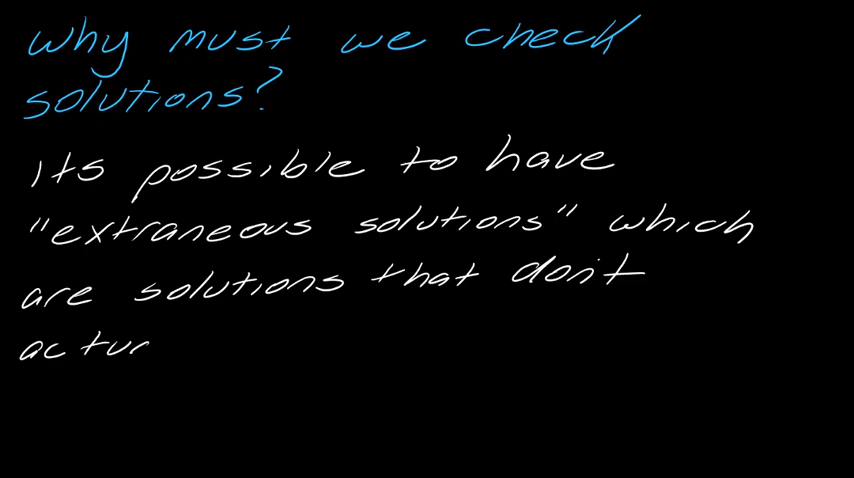 Why must we check
solutions?
Its possible to have
"extraneous solutions" which
are solutions that don't
actur